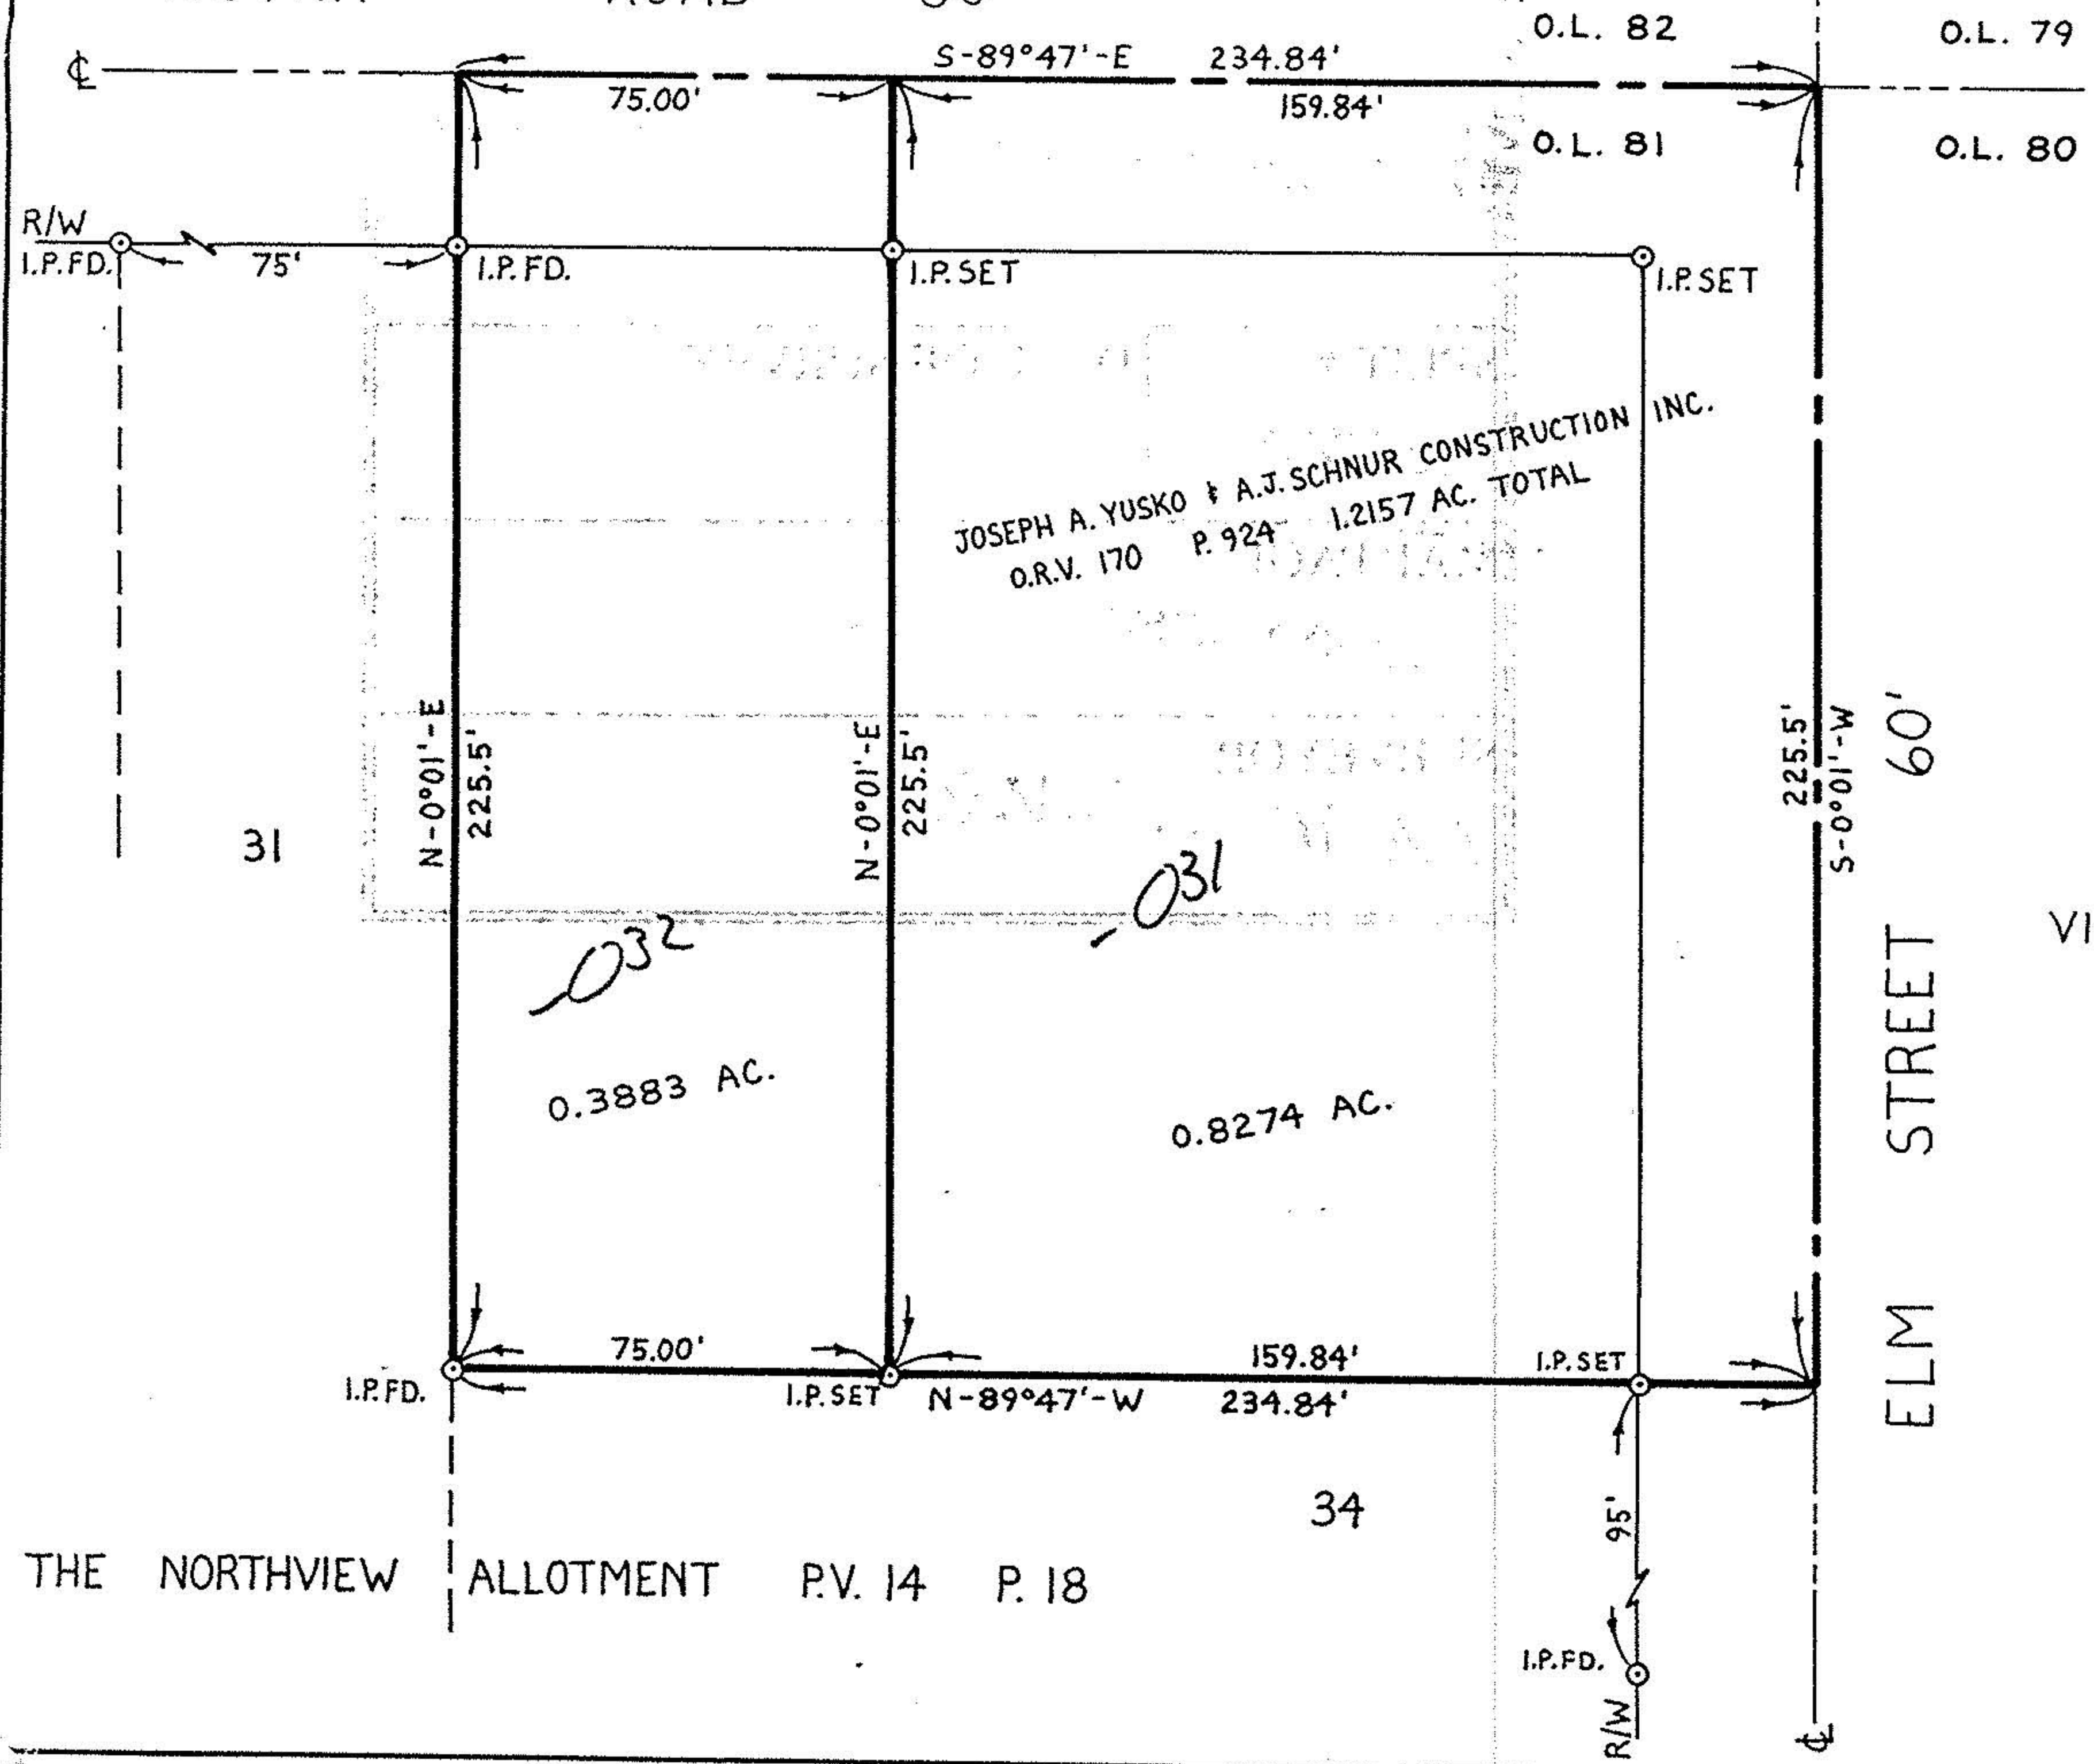 ROAD
O.L. 82
O.L. 79
℄
S-89°47'-E 234.84'
75.00'
159.84'
O.L. 81
O.L. 80
R/W
I.P. FD.
75'
I.P. FD.
I.P. SET
I.P. SET
JOSEPH A. YUSKO & A.J. SCHNUR CONSTRUCTION INC.
O.R.V. 170 P. 924 1.2157 AC. TOTAL
N-0°01'-E
225.5'
N-0°01'-E
225.5'
225.5'
S-0°01'-W
ELM STREET 60'
31
-032
-031
VI
0.3883 AC.
0.8274 AC.
75.00'
159.84'
I.P. SET
I.P. FD.
I.P. SET
N-89°47'-W 234.84'
34
95'
THE NORTHVIEW ALLOTMENT P.V. 14 P. 18
I.P. FD.
R/W
℄